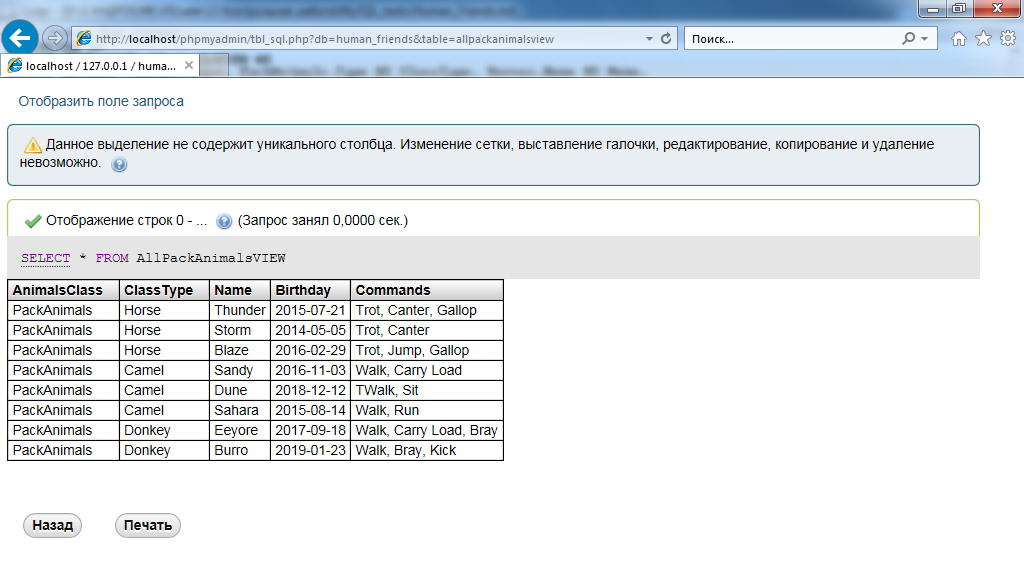 http://localhost/phpmyadmin/tbl_sql.php?db=human_friends&table=allpackanimalsview
Поиск...
localhost / 127.0.0.1 / huma...
Отобразить поле запроса
Данное выделение не содержит уникального столбца. Изменение сетки, выставление галочки, редактирование, копирование и удаление
невозможно.
Отображение строк 0 - ... (Запрос занял 0,0000 сек.)
SELECT * FROM AllPackAnimalsVIEW
AnimalsClass ClassType Name Birthday Commands
PackAnimals Horse Thunder 2015-07-21 Trot, Canter, Gallop
PackAnimals Horse Storm 2014-05-05 Trot, Canter
PackAnimals Horse Blaze 2016-02-29 Trot, Jump, Gallop
PackAnimals Camel Sandy 2016-11-03 Walk, Carry Load
PackAnimals Camel Dune 2018-12-12 TWalk, Sit
PackAnimals Camel Sahara 2015-08-14 Walk, Run
PackAnimals Donkey Eeyore 2017-09-18 Walk, Carry Load, Bray
PackAnimals Donkey Burro 2019-01-23 Walk, Bray, Kick
Назад Печать